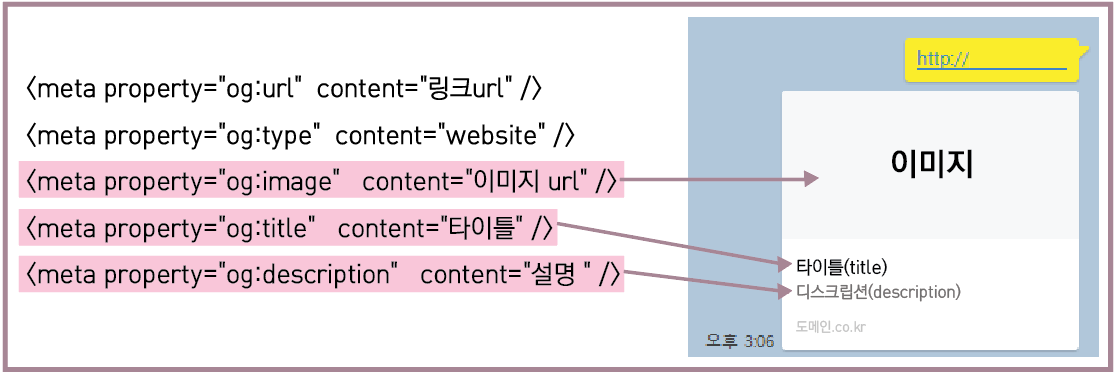 <meta property="og:url" content="링크url" />
<meta property="og:type" content="website" />
<meta property="og:image" content="이미지 url" />
<meta property="og:title" content="타이틀" />
<meta property="og:description" content="설명 " />
http://
이미지
타이틀(title)
디스크립션(description)
도메인.co.kr
오후 3:06